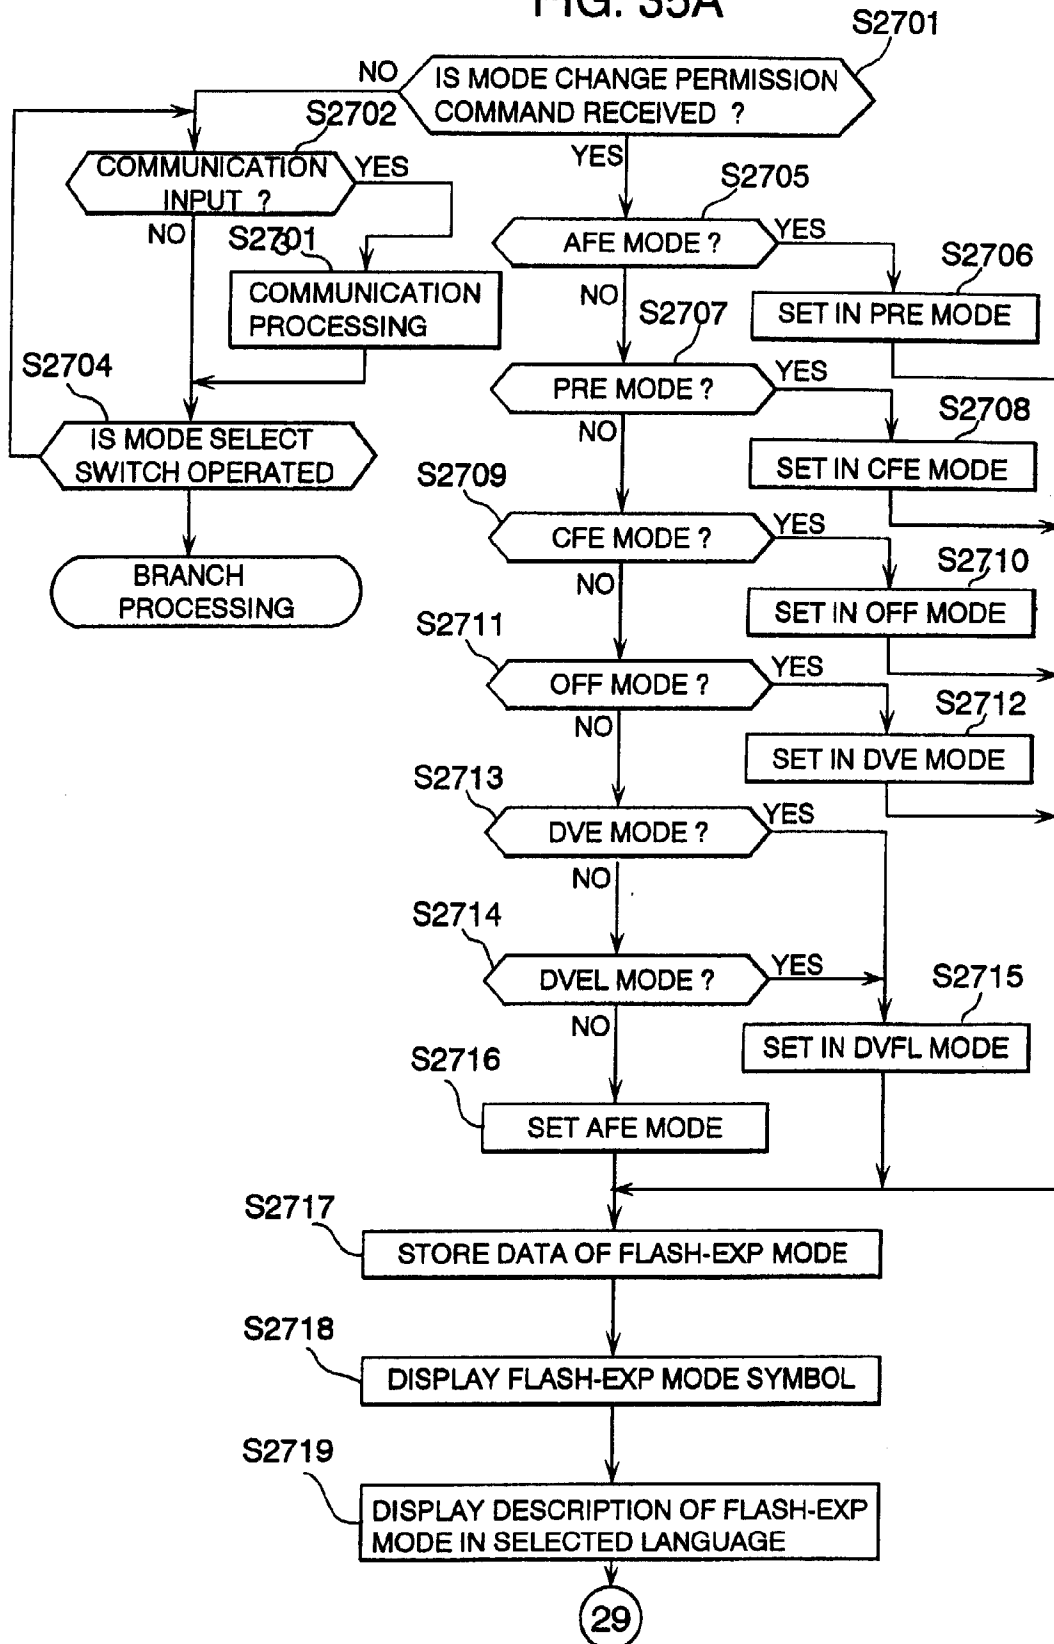 FIG. 35A
S2701
IS MODE CHANGE PERMISSION
COMMAND RECEIVED ?
NO
YES
S2702
COMMUNICATION
INPUT ?
YES
NO
COMMUNICATION
PROCESSING
S2704
IS MODE SELECT
SWITCH OPERATED
BRANCH
PROCESSING
S2705
AFE MODE ?
YES
NO
S2706
SET IN PRE MODE
S2707
PRE MODE ?
YES
NO
S2708
SET IN CFE MODE
S2709
CFE MODE ?
YES
NO
S2710
SET IN OFF MODE
S2711
OFF MODE ?
YES
NO
S2712
SET IN DVE MODE
S2713
DVE MODE ?
YES
NO
S2714
DVEL MODE ?
YES
NO
S2715
SET IN DVFL MODE
S2716
SET AFE MODE
S2717
STORE DATA OF FLASH-EXP MODE
S2718
DISPLAY FLASH-EXP MODE SYMBOL
S2719
DISPLAY DESCRIPTION OF FLASH-EXP
MODE IN SELECTED LANGUAGE
29